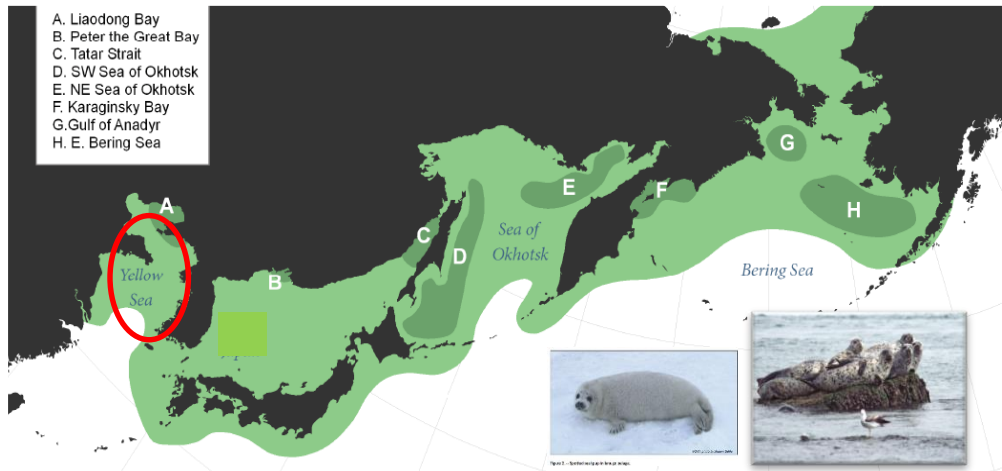 A. Liaodong Bay
B. Peter the Great Bay
C. Tatar Strait
D. SW Sea of Okhotsk
E. NE Sea of Okhotsk
F. Karaginsky Bay
G.Gulf of Anadyr
H. E. Bering Sea
A
Yellow
Sea
B
C
D
E
Sea of
Okhotsk
F
G
H
Bering Sea